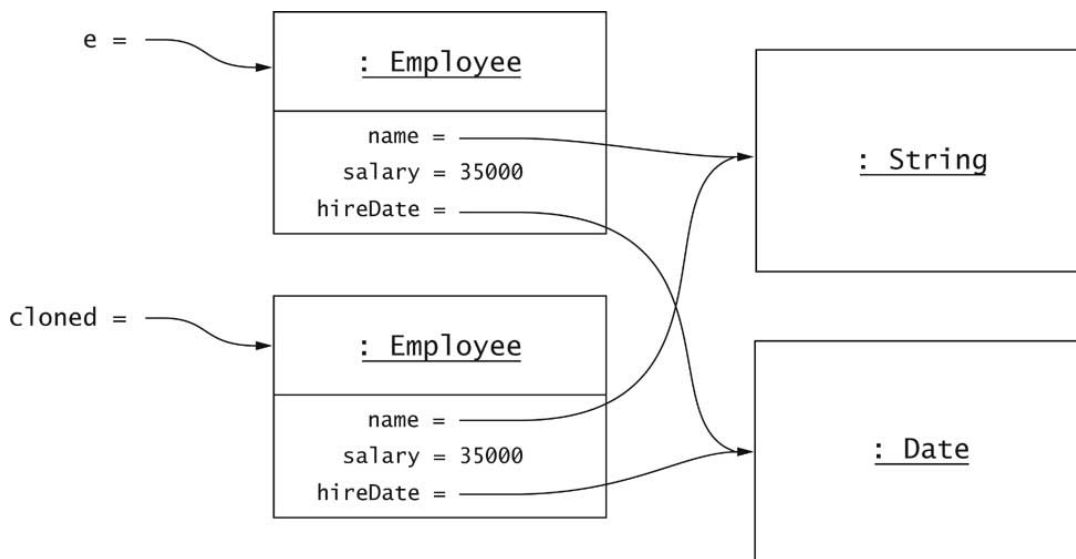 e =
: Employee
name =
salary = 35000
hireDate =
: String
cloned =
: Employee
name =
salary = 35000
hireDate =
: Date